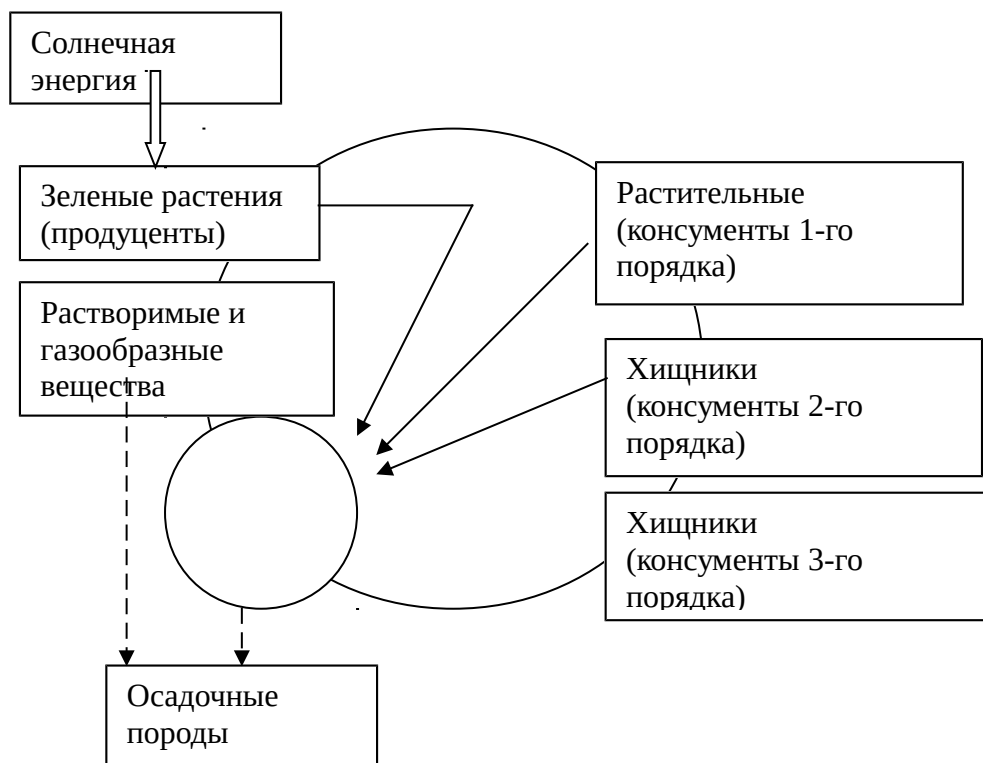 Солнечная
энергия
Зеленые растения
(продуценты)
Растворимые и
газообразные
вещества
Растительные
(консументы 1-го
порядка)
Хищники
(консументы 2-го
порядка)
Хищники
(консументы 3-го
порядка)
Осадочные
породы